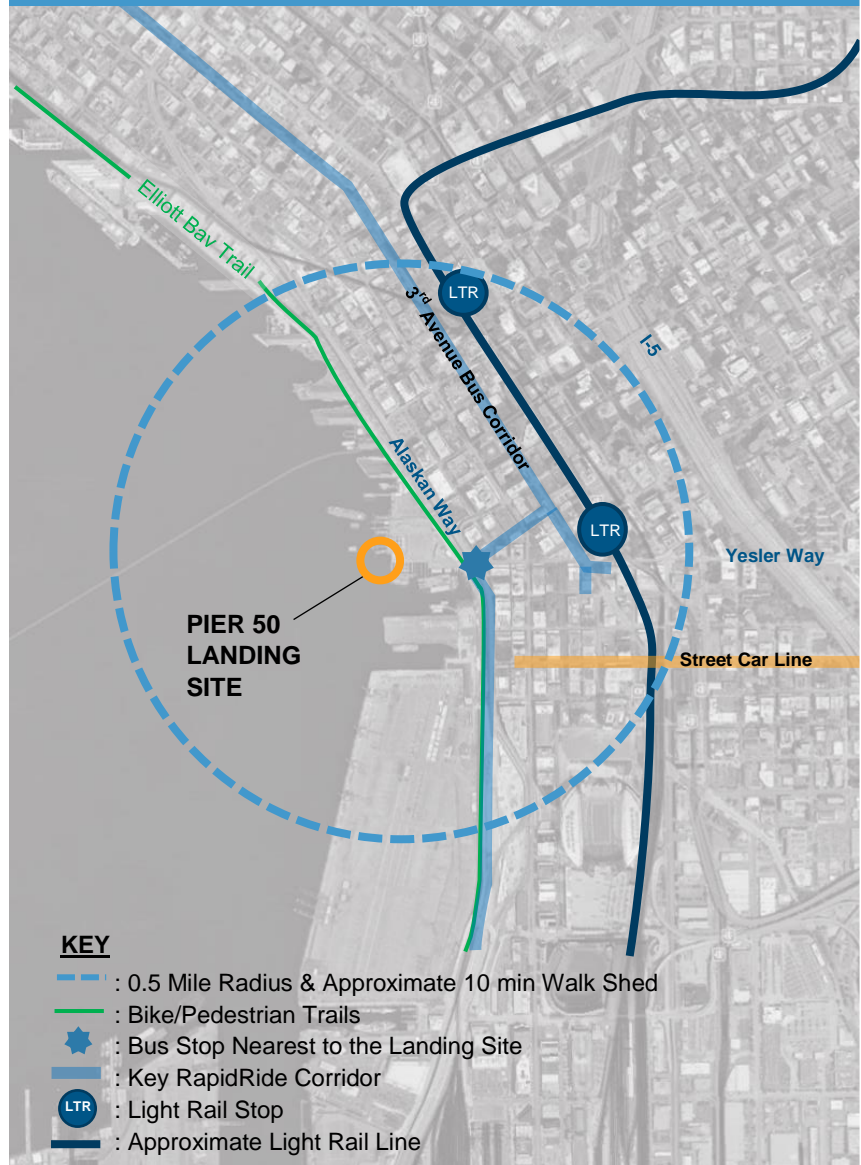 Elliott Bay Trail
LTR
3rd Avenue Bus Corridor
I-5
Alaskan Way
LTR
Yesler Way
PIER 50
LANDING
SITE
Street Car Line
KEY
: 0.5 Mile Radius & Approximate 10 min Walk Shed
: Bike/Pedestrian Trails
: Bus Stop Nearest to the Landing Site
: Key RapidRide Corridor
LTR : Light Rail Stop
: Approximate Light Rail Line